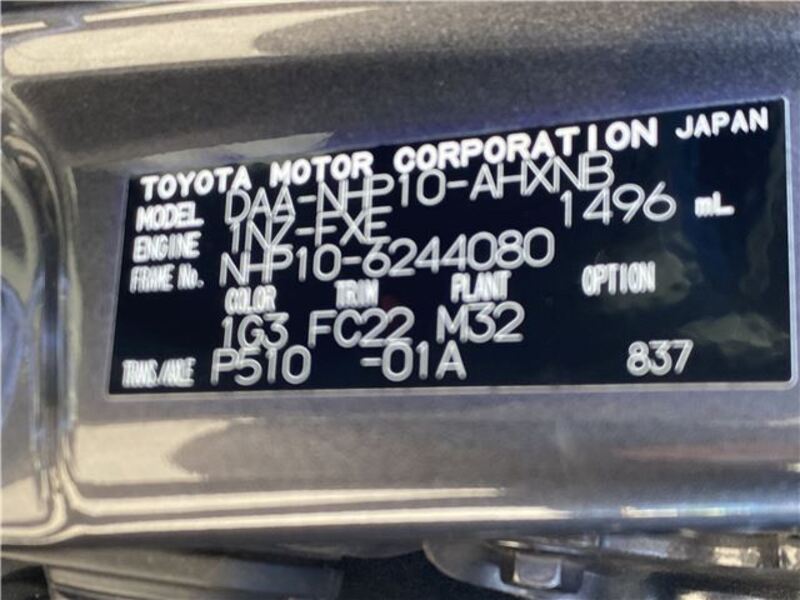 TOYOTA MOTOR CORPORATION JAPAN
MODEL DAA-NHP10-AHXNB
ENGINE 1NZ-FXE 1496 mL
FRAME No. NHP10-6244080
COLOR TRIM PLANT OPTION
1G3 FC22 M32
TRANS/AXLE P510 -01A 837